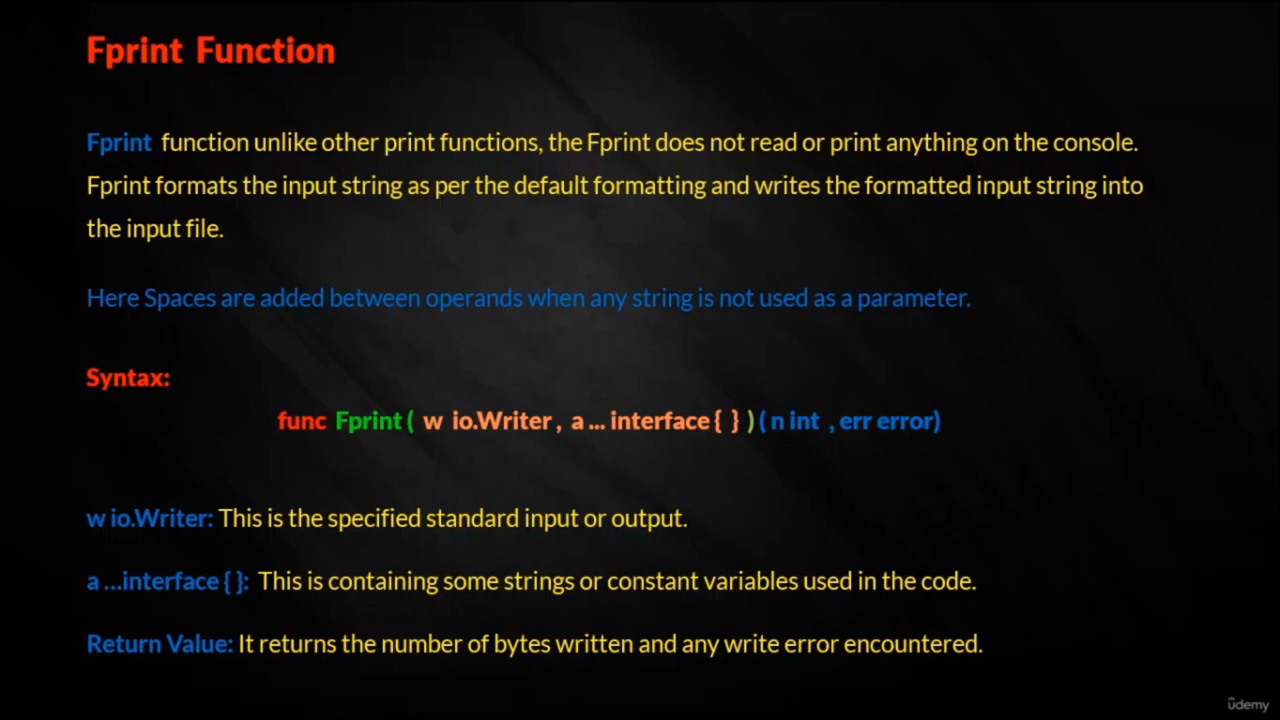 Fprint Function
Fprint function unlike other print functions, the Fprint does not read or print anything on the console.
Fprint formats the input string as per the default formatting and writes the formatted input string into
the input file.
Here Spaces are added between operands when any string is not used as a parameter.
Syntax:
func Fprint ( w io.Writer , a ... interface { } ) ( n int , err error)
w io.Writer: This is the specified standard input or output.
a ...interface { }: This is containing some strings or constant variables used in the code.
Return Value: It returns the number of bytes written and any write error encountered.
ûdemy